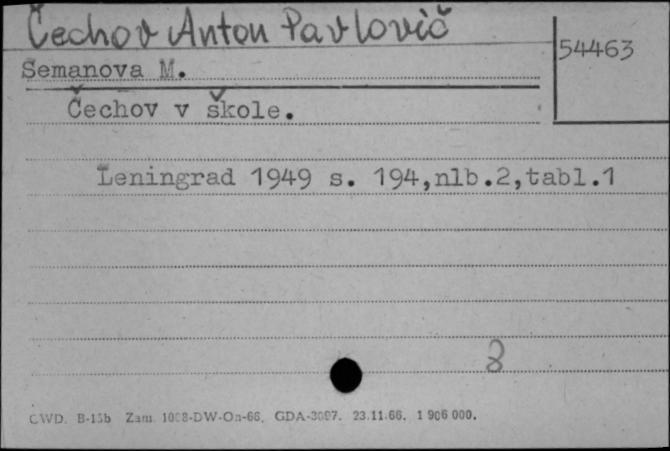 Čechov Anton Pavlovič
54463
Semanova M.
Čechov v škole.
Leningrad 1949 s. 194,nlb.2,tabl.1
8
CWD. B-15b Zam. 1008-DW-On-66. GDA-3097. 23.11.66. 1 906 000.